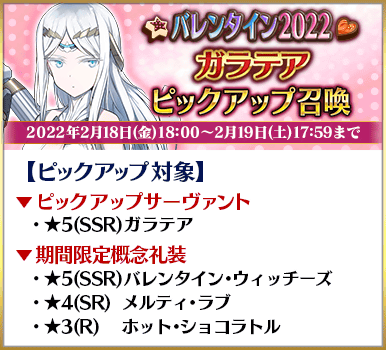 バレンタイン2022
ガラテア
ピックアップ召喚
2022年2月18日(金)18:00～2月19日(土)17:59まで
【ピックアップ対象】
▼ピックアップサーヴァント
・★5(SSR)ガラテア
▼期間限定概念礼装
・★5(SSR)バレンタイン・ウィッチーズ
・★4(SR) メルティ・ラブ
・★3(R) ホット・ショコラトル